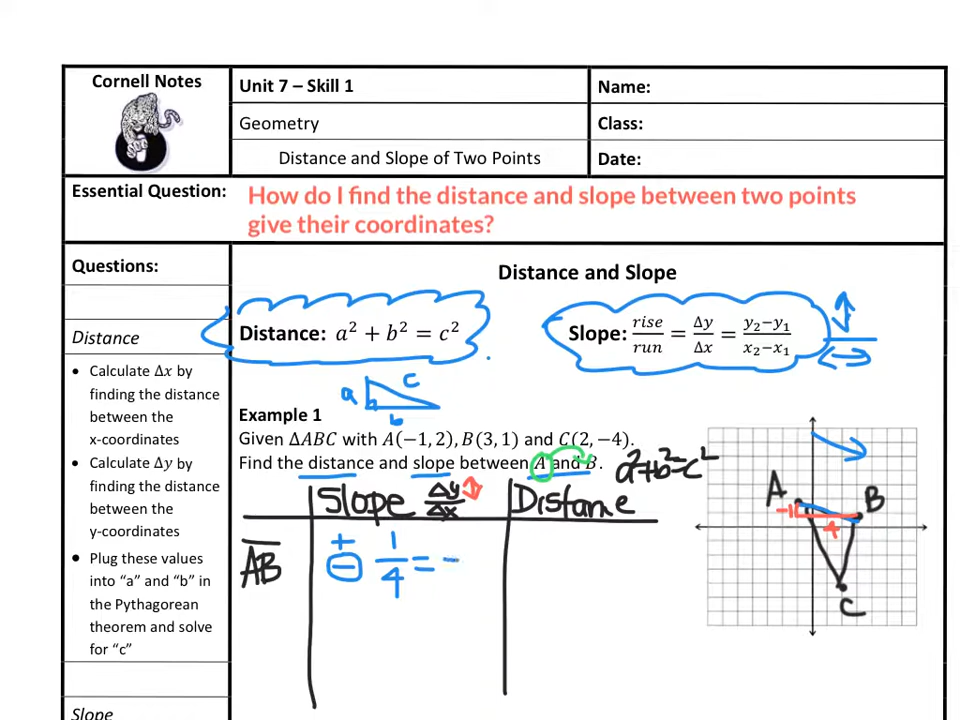 Cornell Notes
Unit 7 – Skill 1
Name:
Geometry
Class:
Distance and Slope of Two Points
Date:
Essential Question:
How do I find the distance and slope between two points
give their coordinates?
Questions:
Distance and Slope
Distance
Distance: a² + b² = c²
Slope: rise/run = Δy/Δx = y₂−y₁/x₂−x₁
• Calculate Δx by
finding the distance
between the
x-coordinates
• Calculate Δy by
finding the distance
between the
y-coordinates
• Plug these values
into "a" and "b" in
the Pythagorean
theorem and solve
for "c"
Slope
a
c
b
Example 1
Given ΔABC with A(−1, 2), B(3, 1) and C(2, −4).
Find the distance and slope between A and B.
a²+b²=c²
Slope Δy/Δx
Distance
AB
+
− 1/4 = −
A
B
-1
4
C